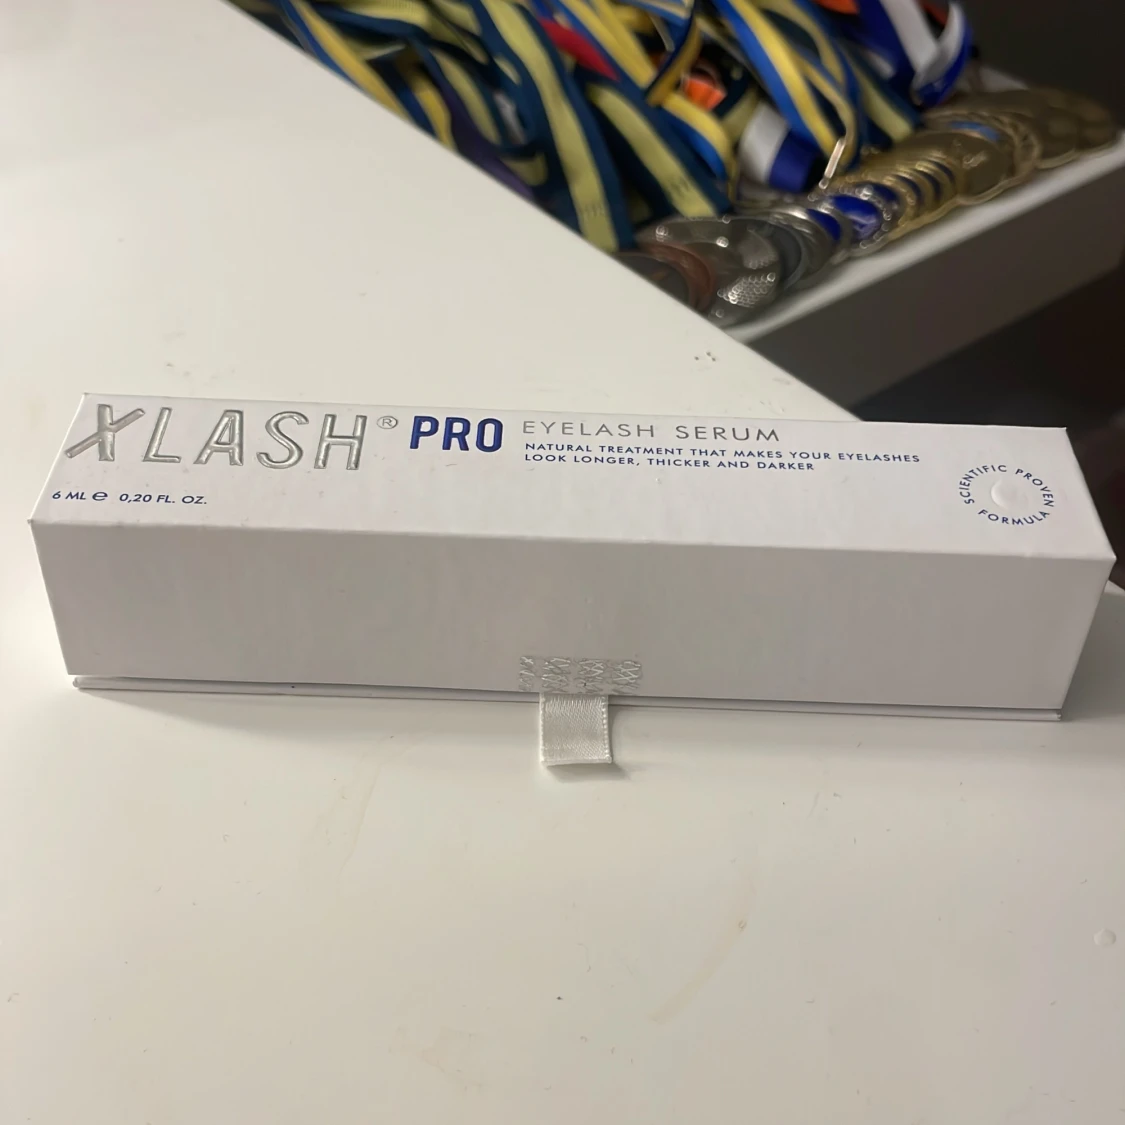 XLASH® PRO EYELASH SERUM
NATURAL TREATMENT THAT MAKES YOUR EYELASHES
LOOK LONGER, THICKER AND DARKER
6 ML ℮ 0,20 FL. OZ.
SCIENTIFIC PROVEN
FORMULA